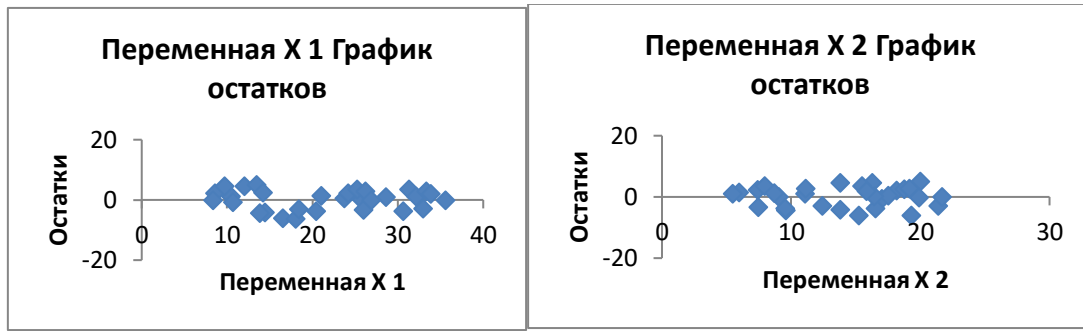 Переменная X 1 График
остатков
20
0
-20
0
10
20
30
40
Остатки
Переменная X 1
Переменная X 2 График
остатков
20
0
-20
0
10
20
30
Остатки
Переменная X 2